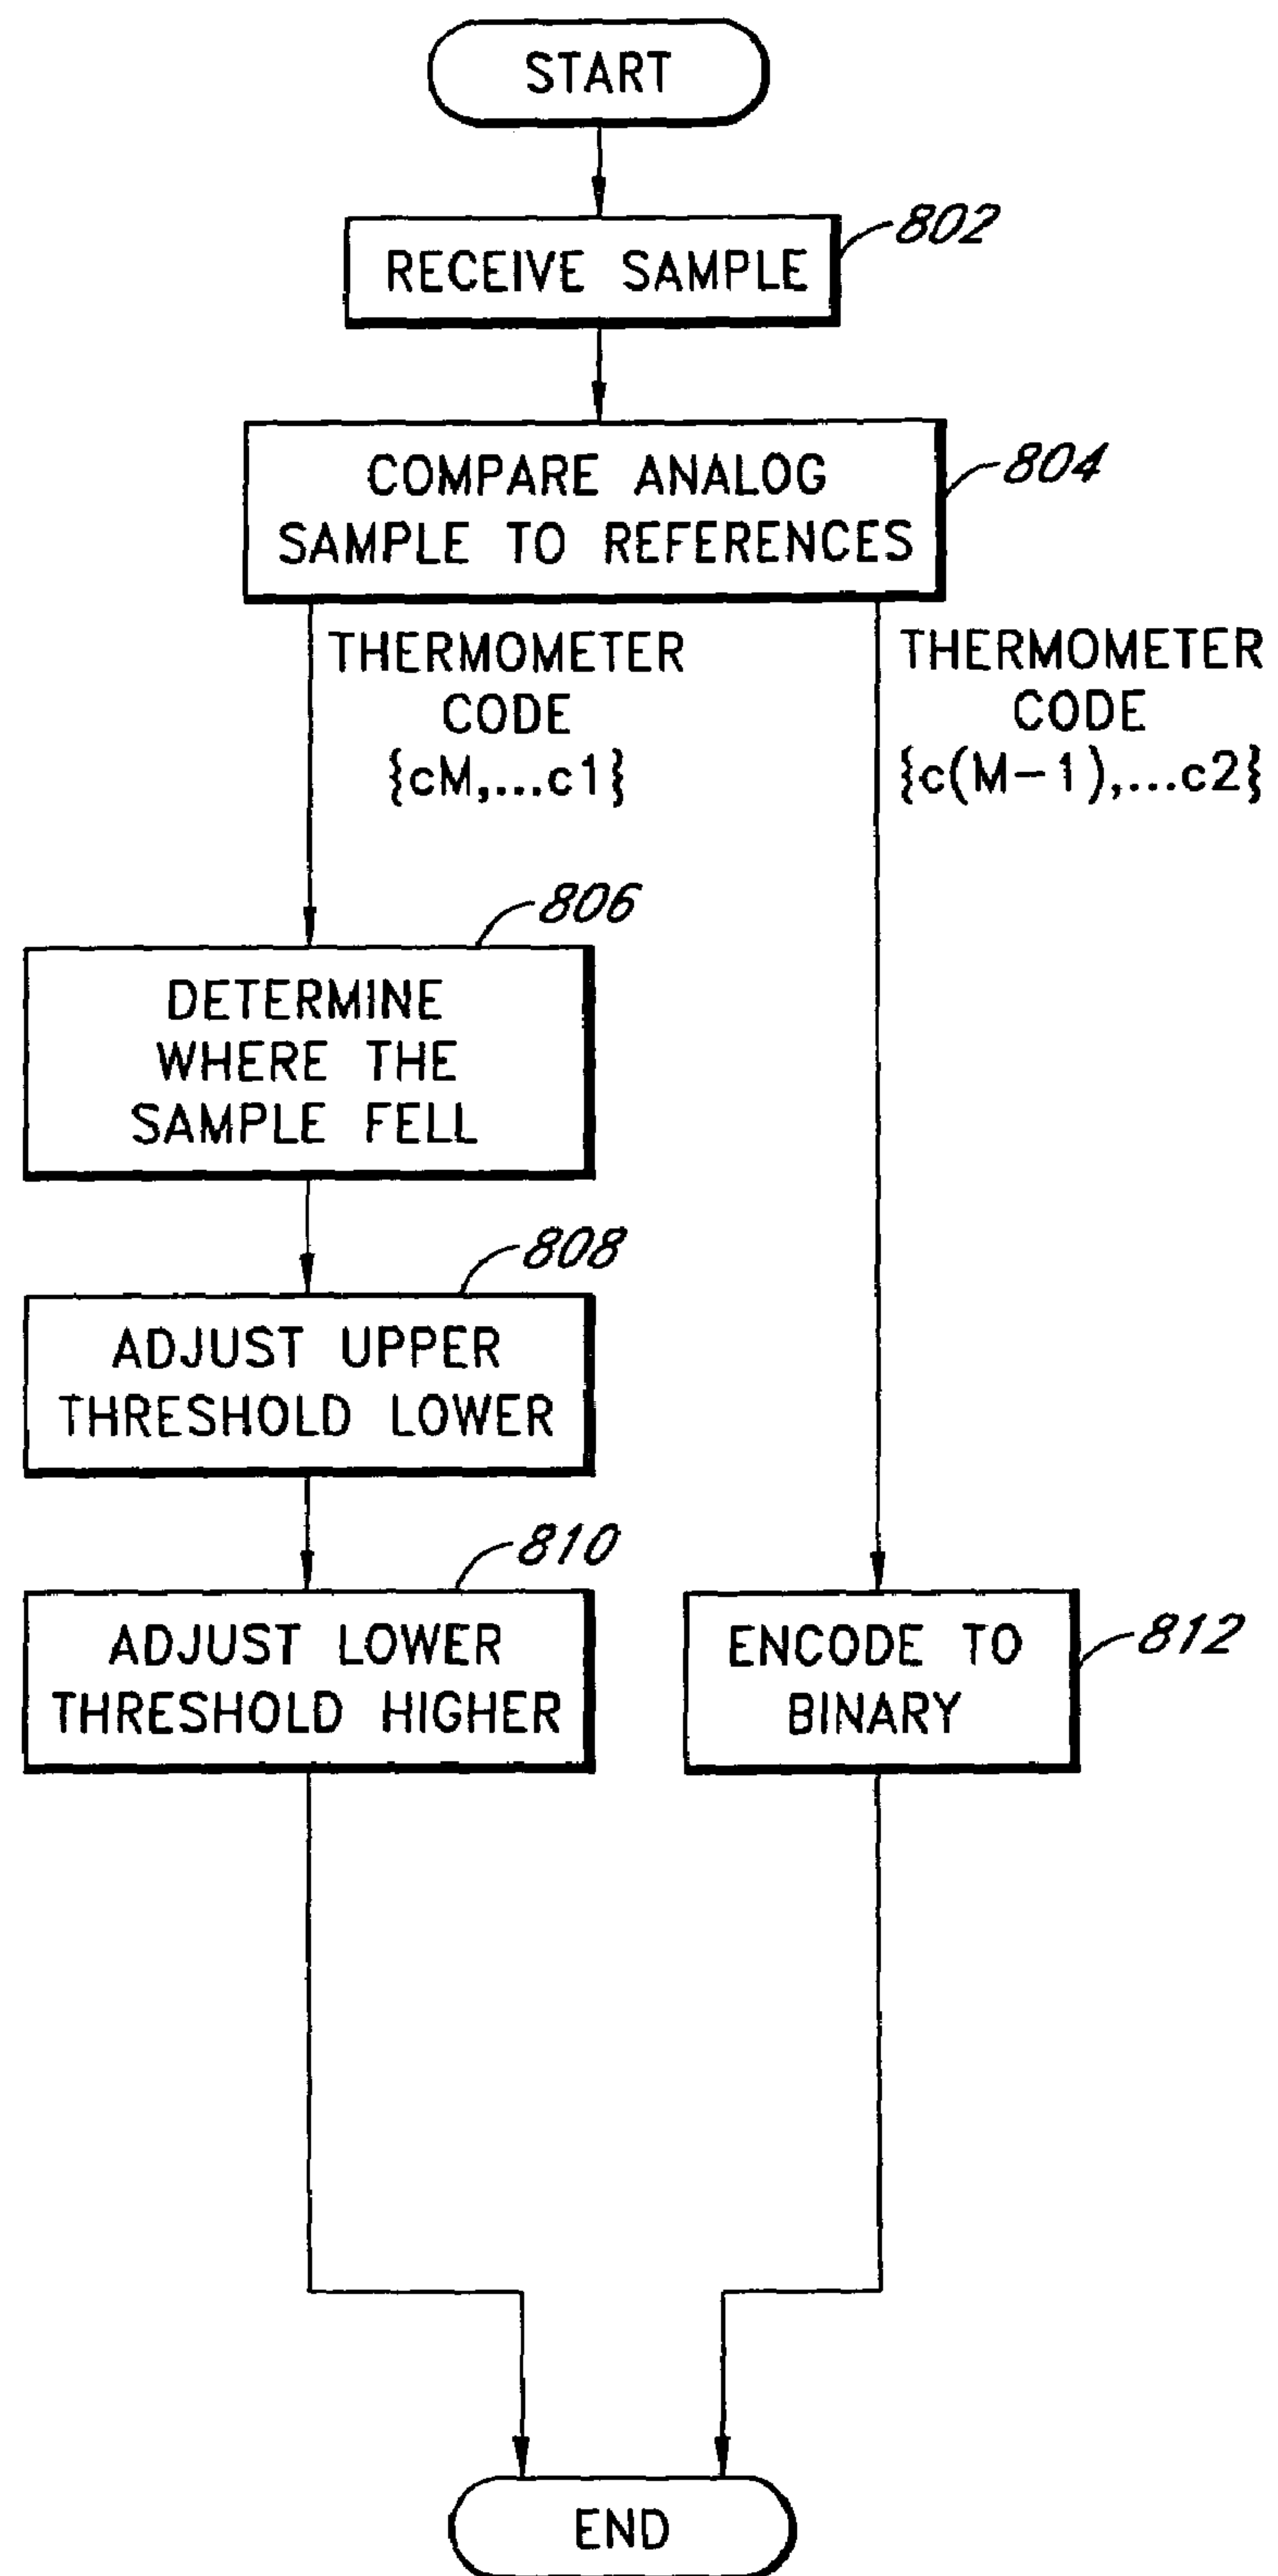 START
RECEIVE SAMPLE
802
COMPARE ANALOG
SAMPLE TO REFERENCES
804
THERMOMETER
CODE
{cM,...c1}
THERMOMETER
CODE
{c(M-1),...c2}
806
DETERMINE
WHERE THE
SAMPLE FELL
808
ADJUST UPPER
THRESHOLD LOWER
810
ADJUST LOWER
THRESHOLD HIGHER
ENCODE TO
BINARY
812
END